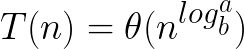 T(n) = θ(n^{log_b^a})